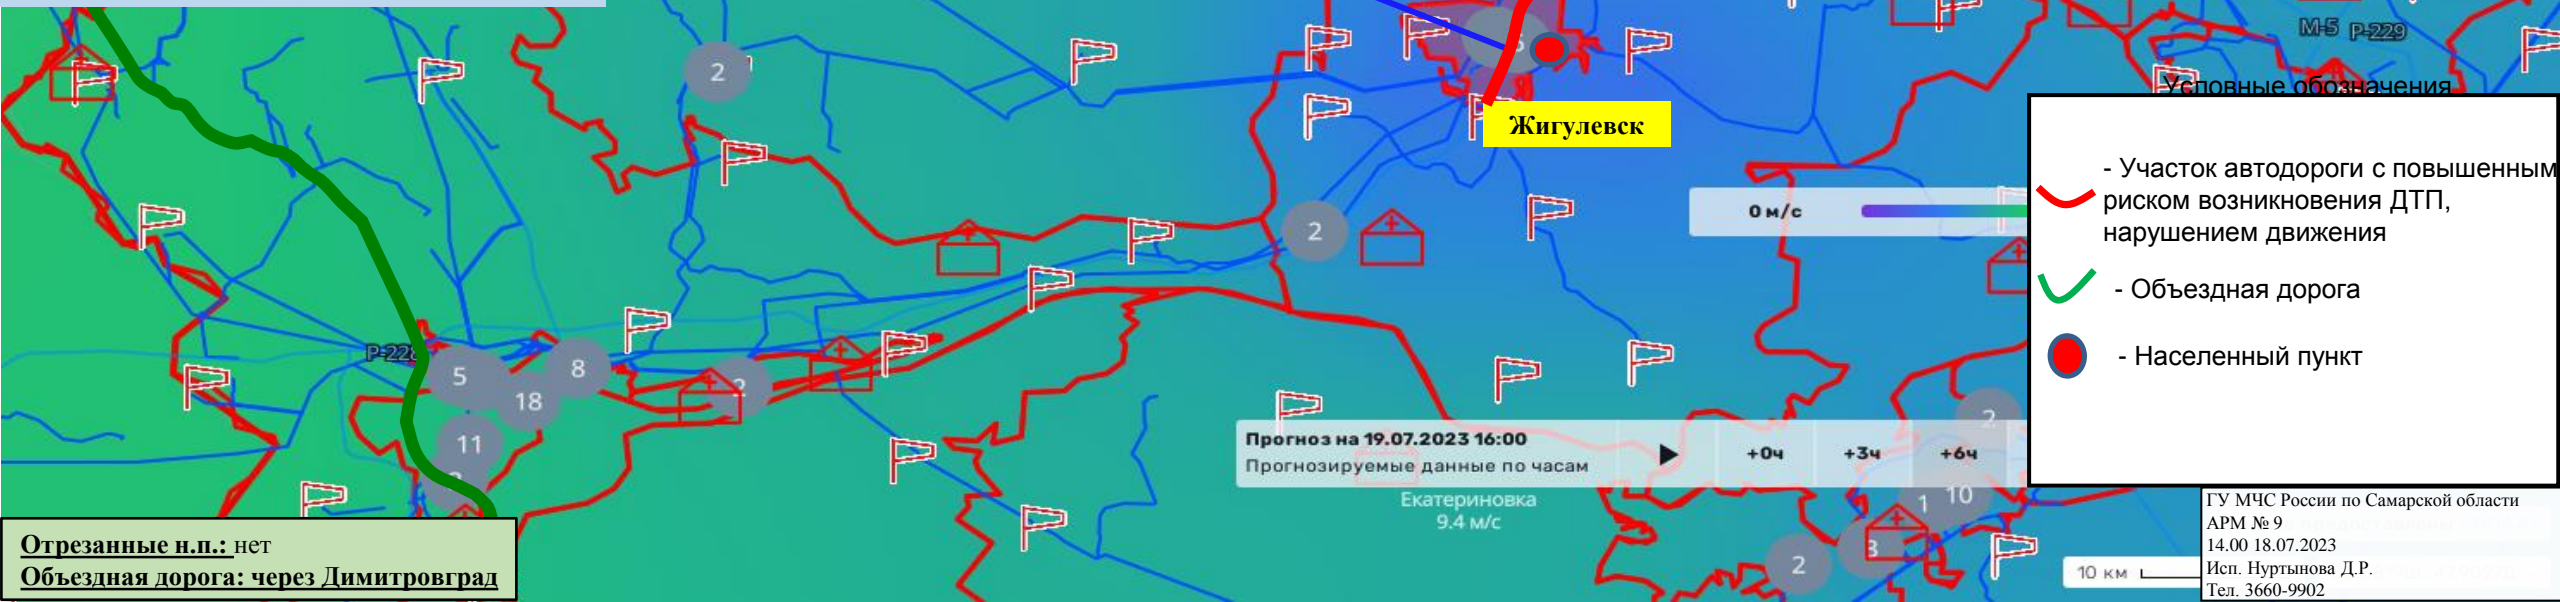 2
М-5 Р-229
Условные обозначения
Жигулевск
- Участок автодороги с повышенным
риском возникновения ДТП,
нарушением движения
0 м/с
2
- Объездная дорога
Р-228
- Населенный пункт
5
8
2
18
2
11
Прогноз на 19.07.2023 16:00
Прогнозируемые данные по часам
+0ч
+3ч
+6ч
Екатериновка
9.4 м/с
1
10
3
2
Отрезанные н.п.: нет
Объездная дорога: через Димитровград
10 км
ГУ МЧС России по Самарской области
АРМ № 9
14.00 18.07.2023
Исп. Нуртынова Д.Р.
Тел. 3660-9902